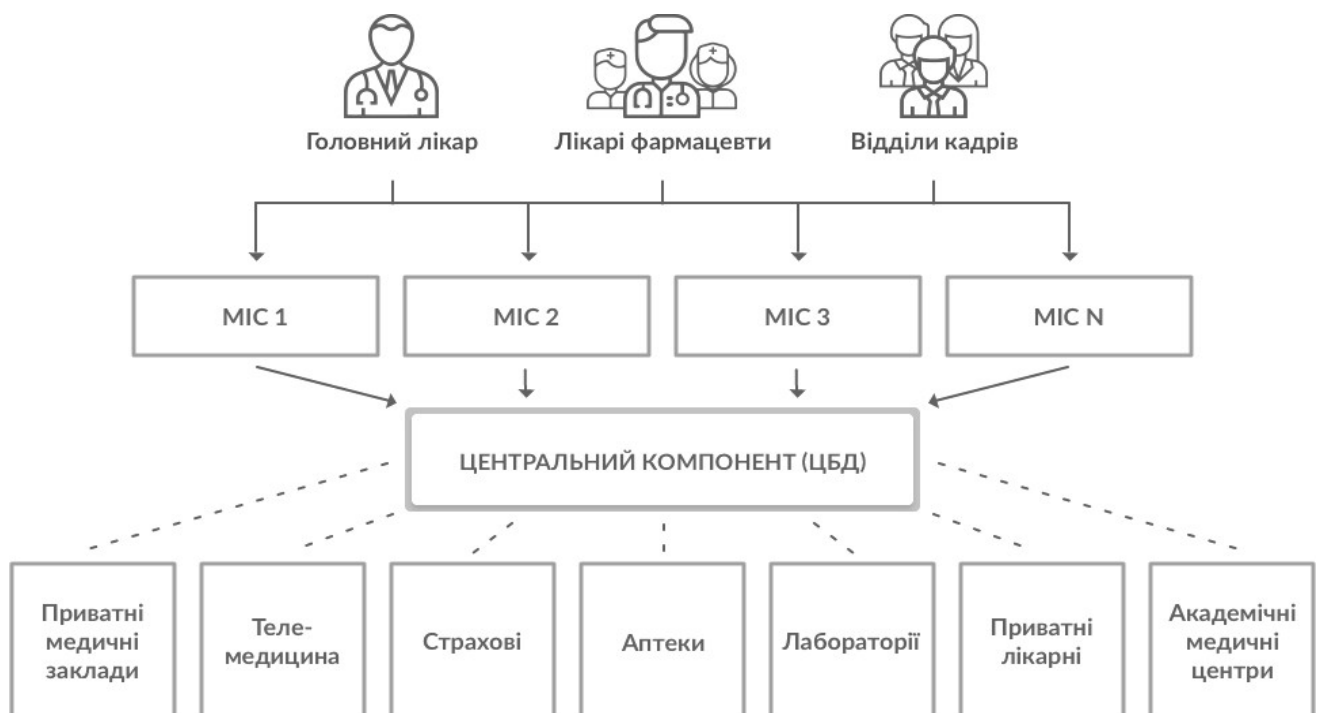 Головний лікар
Лікарі фармацевти
Відділи кадрів
МІС 1
МІС 2
МІС 3
МІС N
ЦЕНТРАЛЬНИЙ КОМПОНЕНТ (ЦБД)
Приватні
медичні
заклади
Теле-
медицина
Страхові
Аптеки
Лабораторії
Приватні
лікарні
Академічні
медичні
центри